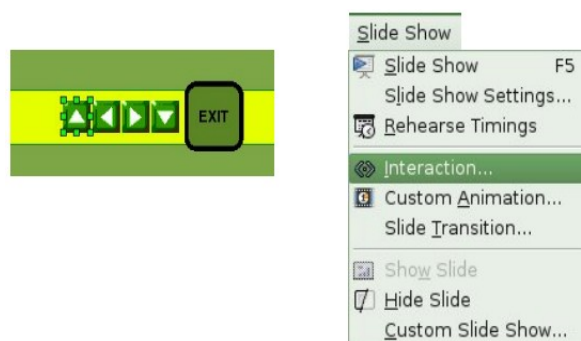 EXIT
Slide Show
Slide Show F5
Slide Show Settings...
Rehearse Timings
Interaction...
Custom Animation...
Slide Transition...
Show Slide
Hide Slide
Custom Slide Show...